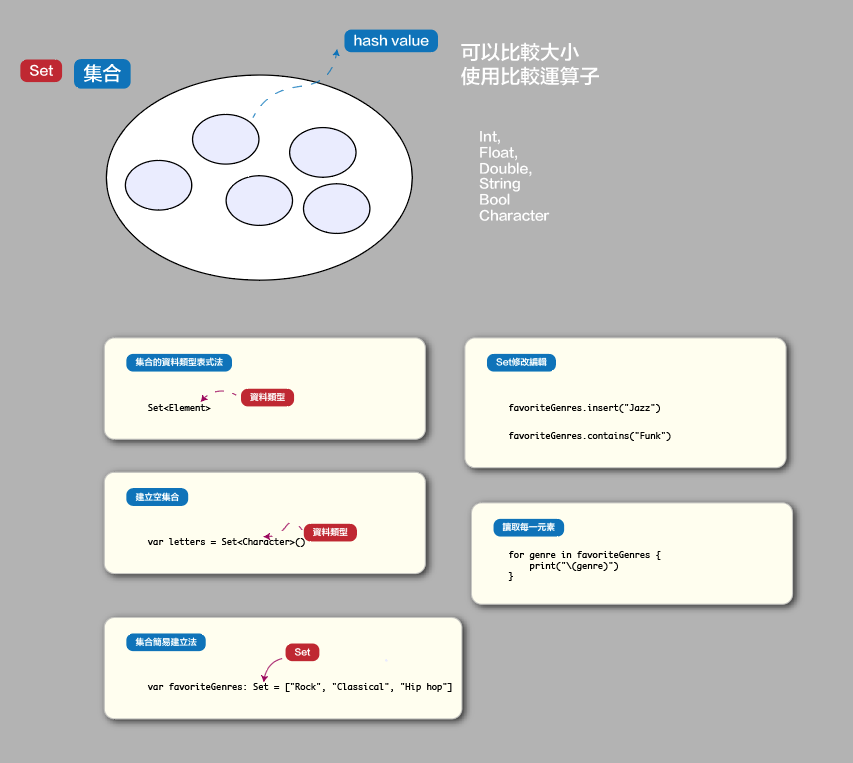 hash value
Set
集合
可以比較大小
使用比較運算子
Int,
Float,
Double,
String
Bool
Character
集合的資料類型表式法
資料類型
Set<Element>
建立空集合
資料類型
var letters = Set<Character>()
集合簡易建立法
Set
var favoriteGenres: Set = ["Rock", "Classical", "Hip hop"]
Set修改編輯
favoriteGenres.insert("Jazz")
favoriteGenres.contains("Funk")
讀取每一元素
for genre in favoriteGenres {
    print("\(genre)")
}